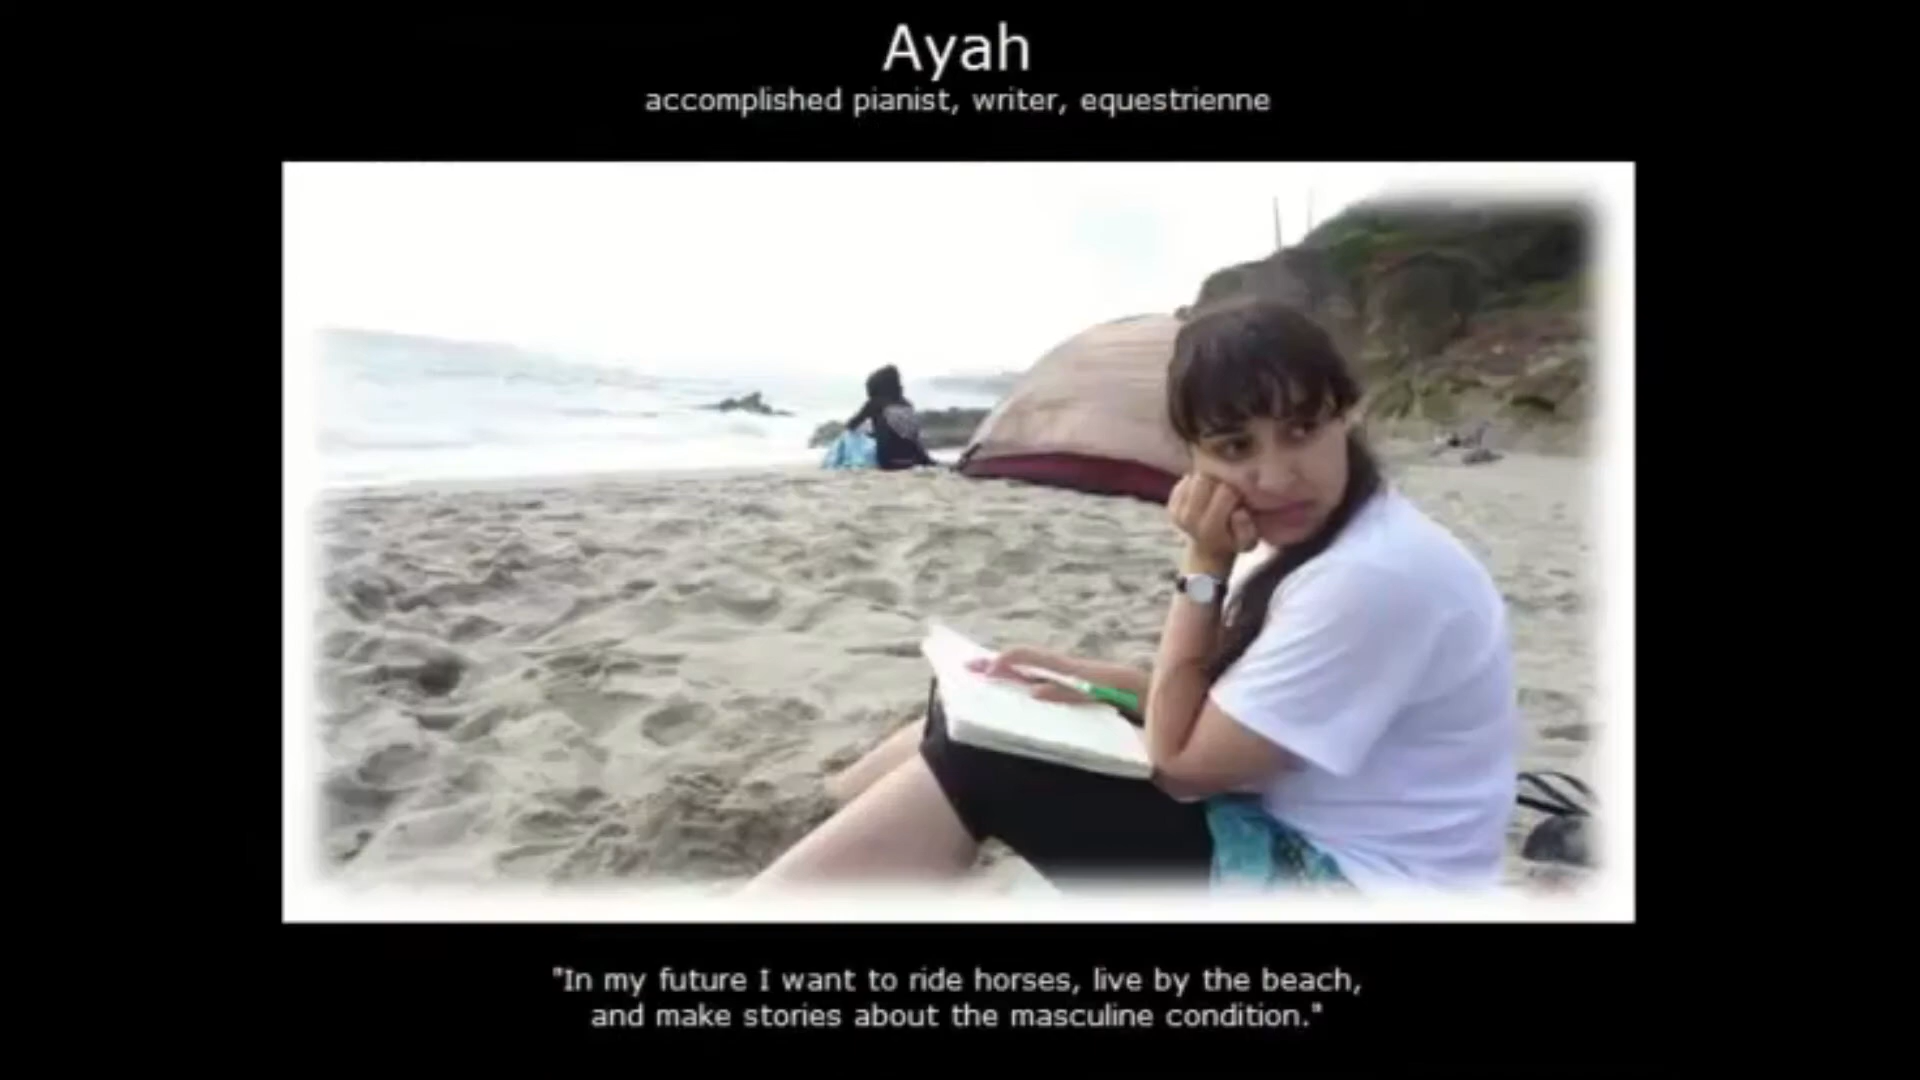 Ayah
accomplished pianist, writer, equestrienne
"In my future I want to ride horses, live by the beach,
and make stories about the masculine condition."